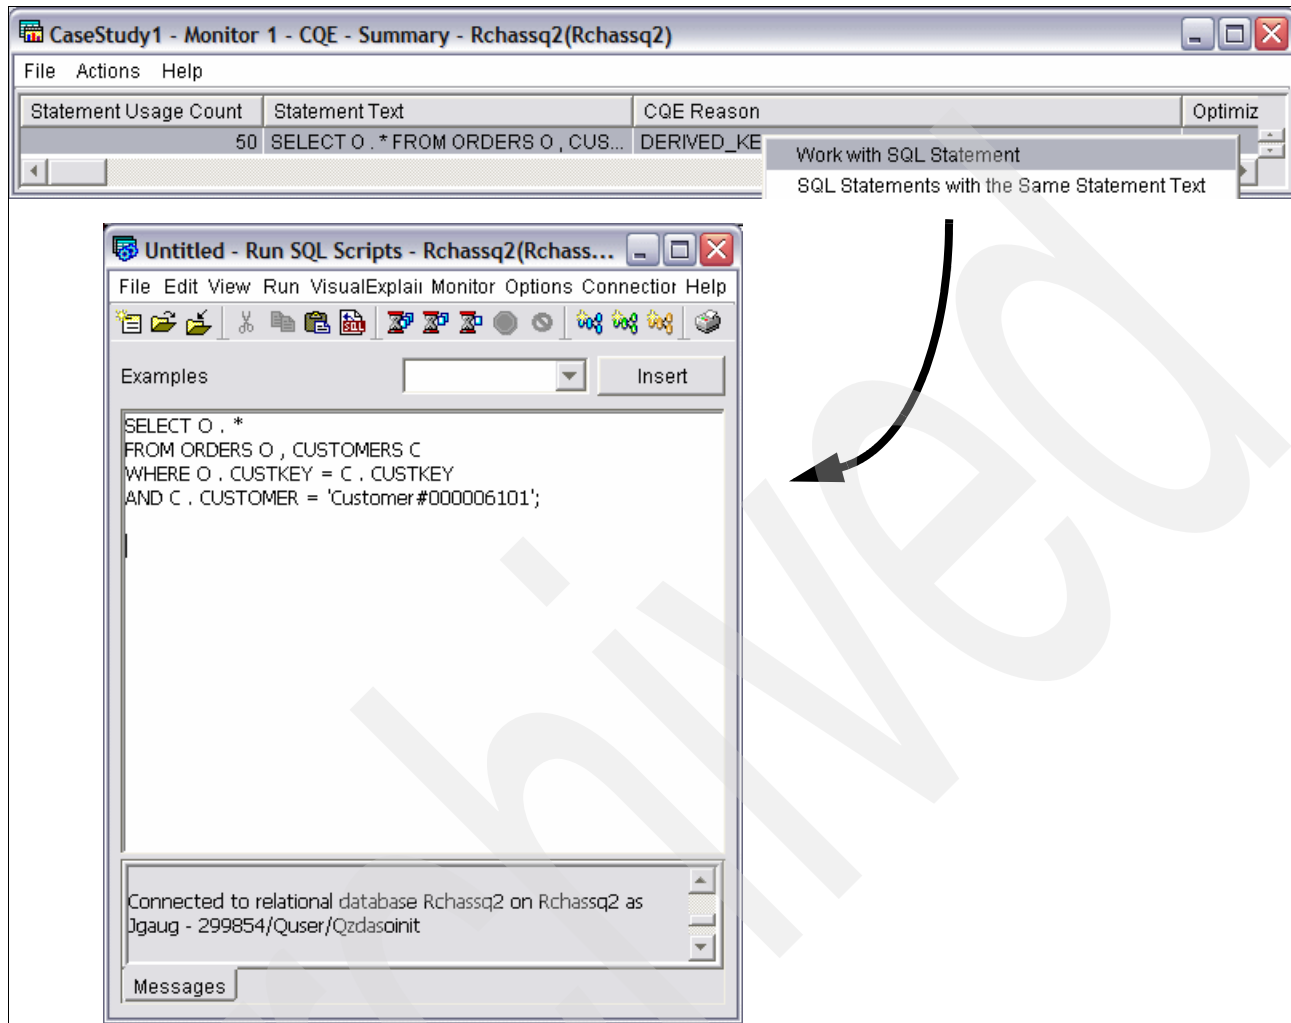 CaseStudy1 - Monitor 1 - CQE - Summary - Rchassq2(Rchassq2)
File Actions Help
Statement Usage Count Statement Text CQE Reason Optimiz
50 SELECT O . * FROM ORDERS O , CUS... DERIVED_KE
Work with SQL Statement
SQL Statements with the Same Statement Text
Untitled - Run SQL Scripts - Rchassq2(Rchass...
File Edit View Run VisualExplai Monitor Options Connection Help
Examples Insert
SELECT O . *
FROM ORDERS O , CUSTOMERS C
WHERE O . CUSTKEY = C . CUSTKEY
AND C . CUSTOMER = 'Customer#000006101';
Connected to relational database Rchassq2 on Rchassq2 as
Jgaug - 299854/Quser/Qzdasoinit
Messages